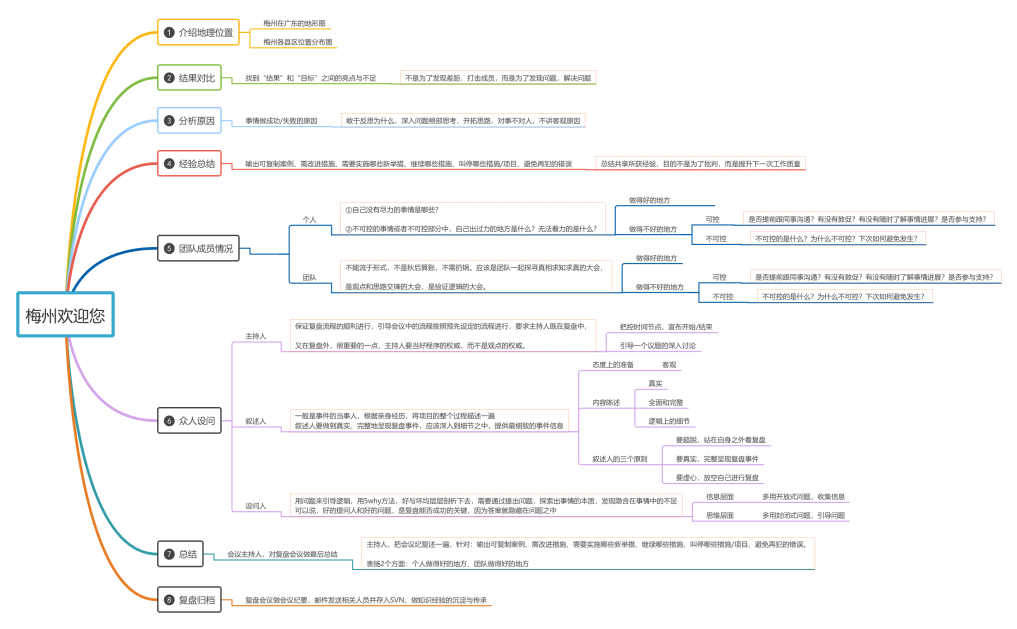 梅州欢迎您
1 介绍地理位置
梅州在广东的地形图
梅州各县区位置分布图
2 结果对比
找到“结果”和“目标”之间的亮点与不足
不是为了发现差距，打击成员，而是为了发现问题，解决问题
3 分析原因
事情做成功/失败的原因
敢于反思为什么，深入问题根部思考，开拓思路，对事不对人，不讲客观原因
4 经验总结
输出可复制案例、需改进措施、需要实施哪些新举措、继续哪些措施、叫停哪些措施/项目、避免再犯的错误
总结共享所获经验，目的不是为了批判，而是提升下一次工作质量
5 团队成员情况
个人
①自己没有尽力的事情是哪些？
②不可控的事情或者不可控部分中，自己出过力的地方是什么？无法着力的是什么？
做得好的地方
做得不好的地方
可控
是否提前跟同事沟通？有没有敦促？有没有随时了解事情进展？是否参与支持？
不可控
不可控的是什么？为什么不可控？下次如何避免发生？
团队
不能流于形式，不是秋后算账，不需扔锅。应该是团队一起探寻真相求知求真的大会，
是观点和思路交锋的大会，是验证逻辑的大会。
做得好的地方
做得不好的地方
可控
是否提前跟同事沟通？有没有敦促？有没有随时了解事情进展？是否参与支持？
不可控
不可控的是什么？为什么不可控？下次如何避免发生？
6 众人设问
主持人
保证复盘流程的顺利进行，引导会议中的流程按照预先设定的流程进行，要求主持人既在复盘中，
又在复盘外，很重要的一点，主持人要当好程序的权威，而不是观点的权威。
把控时间节点，宣布开始/结束
引导一个议题的深入讨论
叙述人
一般是事件的当事人，根据亲身经历，将项目的整个过程描述一遍
叙述人要做到真实、完整地呈现复盘事件，应该深入到细节之中，提供最细致的事件信息
态度上的准备
客观
内容陈述
真实
全面和完整
逻辑上的细节
叙述人的三个原则
要超脱，站在自身之外看复盘
要真实，完整呈现复盘事件
要虚心，放空自己进行复盘
设问人
用问题来引导逻辑，用5why方法，好与坏均层层剖析下去，需要通过提出问题，探索出事情的本质，发现隐含在事情中的不足
可以说，好的提问人和好的问题，是复盘能否成功的关键，因为答案就隐藏在问题之中
信息层面
多用开放式问题，收集信息
思维层面
多用封闭式问题，引导问题
7 总结
会议主持人，对复盘会议做最后总结
主持人，把会议纪复述一遍，针对：输出可复制案例、需改进措施、需要实施哪些新举措、继续哪些措施、叫停哪些措施/项目、避免再犯的错误。
表扬2个方面：个人做得好的地方、团队做得好的地方
8 复盘归档
复盘会议做会议纪要，邮件发送相关人员并存入SVN，做知识经验的沉淀与传承